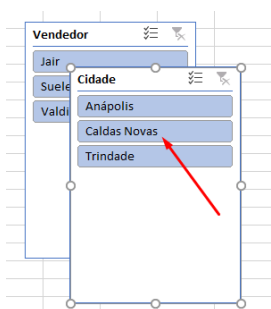 Vendedor
Jair
Suele
Valdi
Cidade
Anápolis
Caldas Novas
Trindade